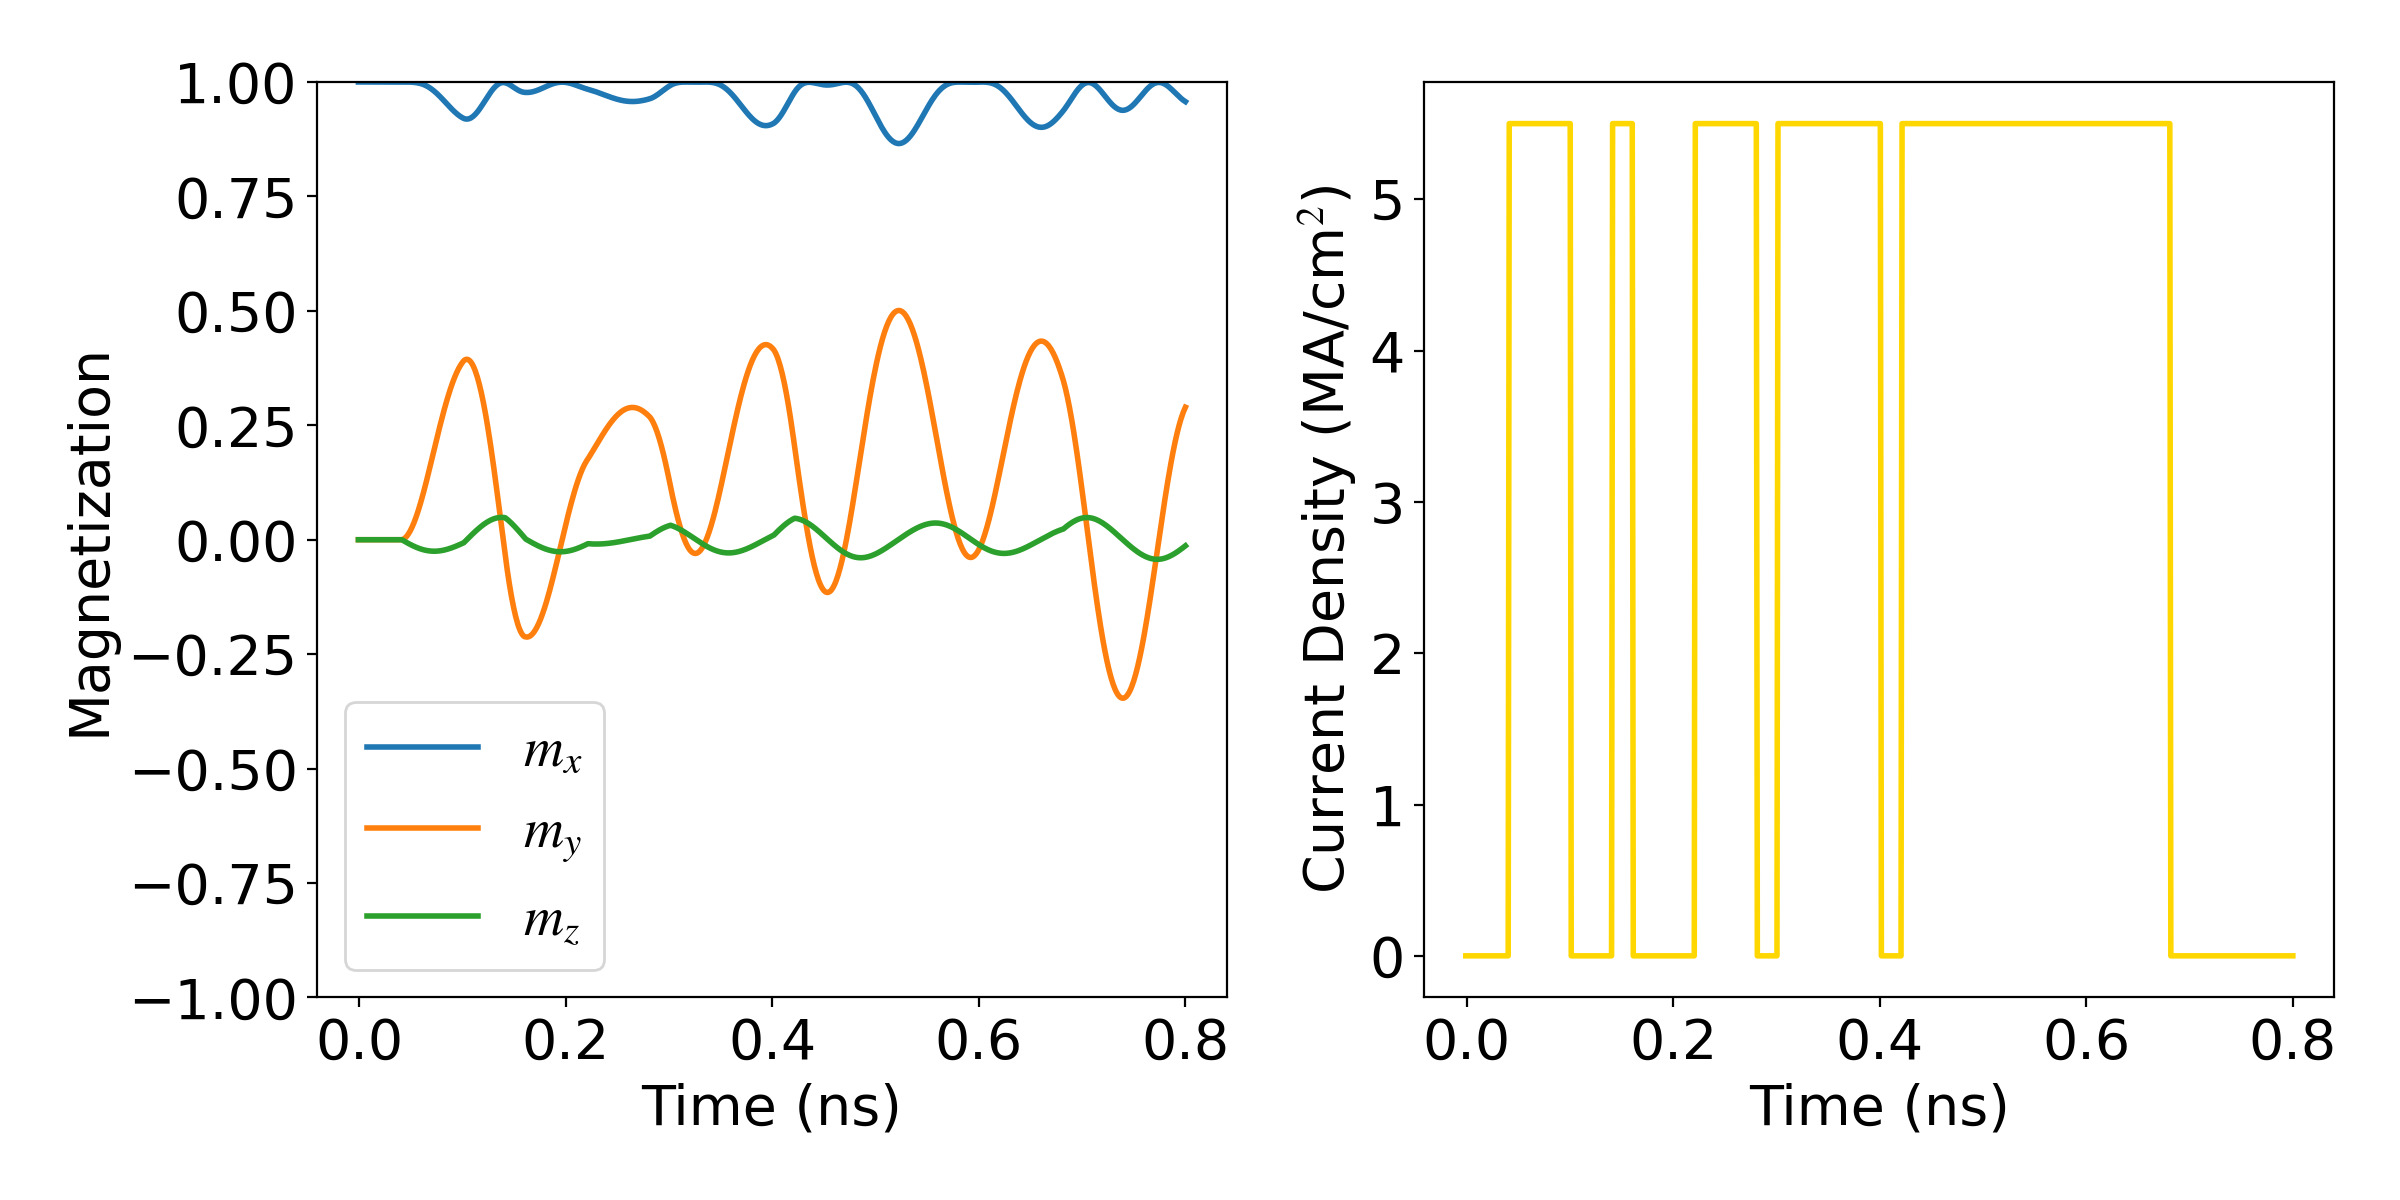 Magnetization
1.00
0.75
0.50
0.25
0.00
−0.25
−0.50
−0.75
−1.00
m_x
m_y
m_z
0.0 0.2 0.4 0.6 0.8
Time (ns)
Current Density (MA/cm²)
5
4
3
2
1
0
0.0 0.2 0.4 0.6 0.8
Time (ns)